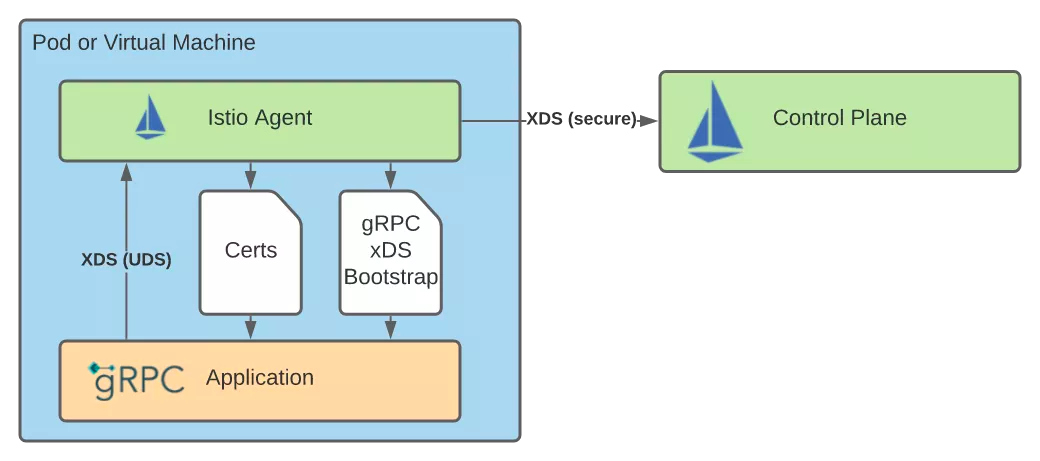 Pod or Virtual Machine
Istio Agent
XDS (secure)
Control Plane
XDS (UDS)
Certs
gRPC
xDS
Bootstrap
gRPC
Application